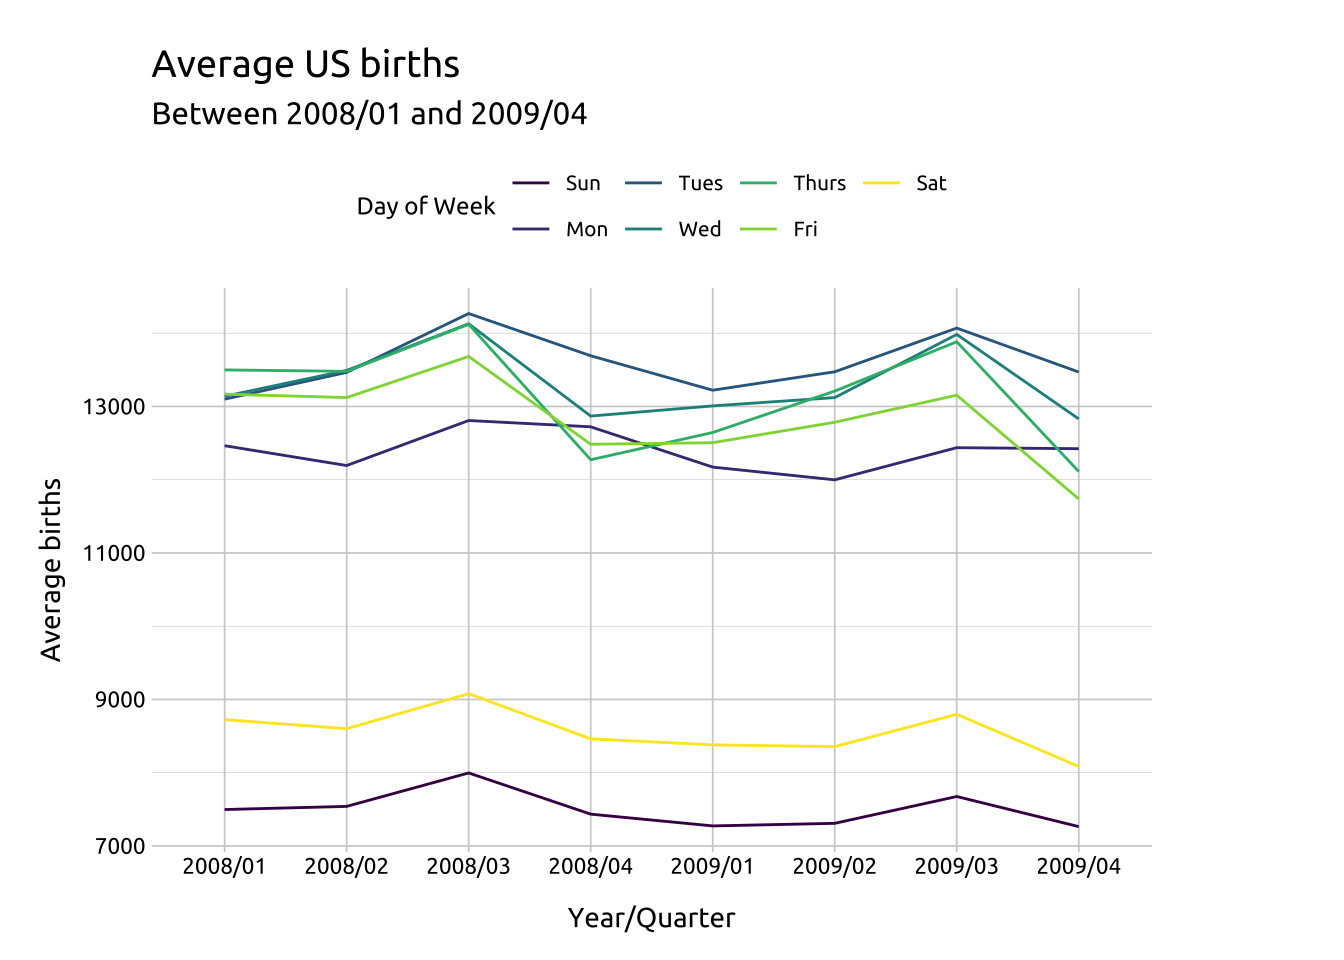 Average US births
Between 2008/01 and 2009/04
Day of Week
Sun Tues Thurs Sat
Mon Wed Fri
13000
11000
9000
7000
Average births
2008/01 2008/02 2008/03 2008/04 2009/01 2009/02 2009/03 2009/04
Year/Quarter